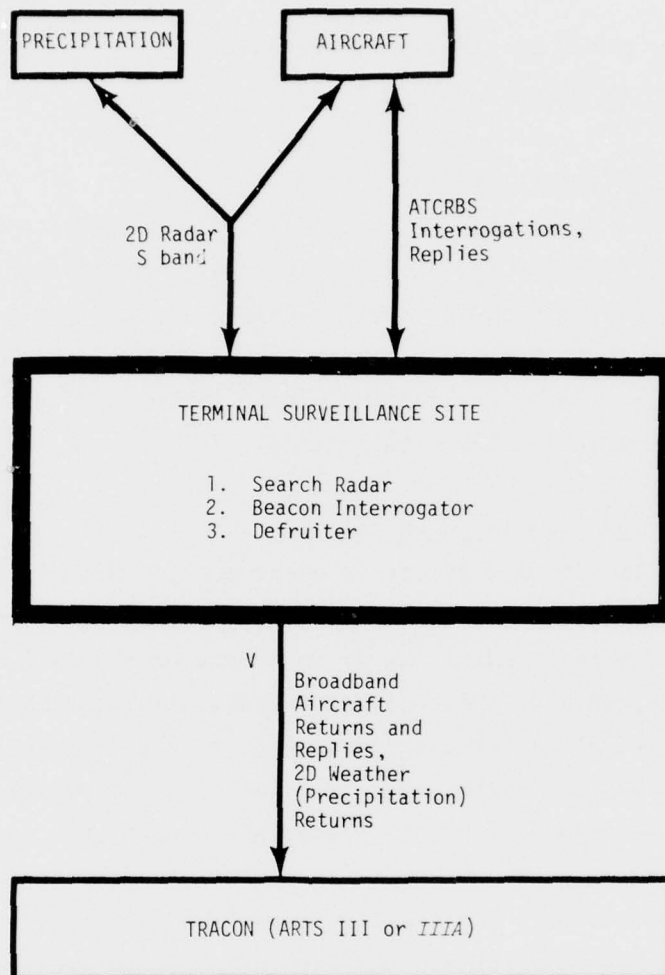 PRECIPITATION
AIRCRAFT
2D Radar
S band
ATCRBS
Interrogations,
Replies
TERMINAL SURVEILLANCE SITE
1. Search Radar
2. Beacon Interrogator
3. Defruiter
V
Broadband
Aircraft
Returns and
Replies,
2D Weather
(Precipitation)
Returns
TRACON (ARTS III or IIIA)